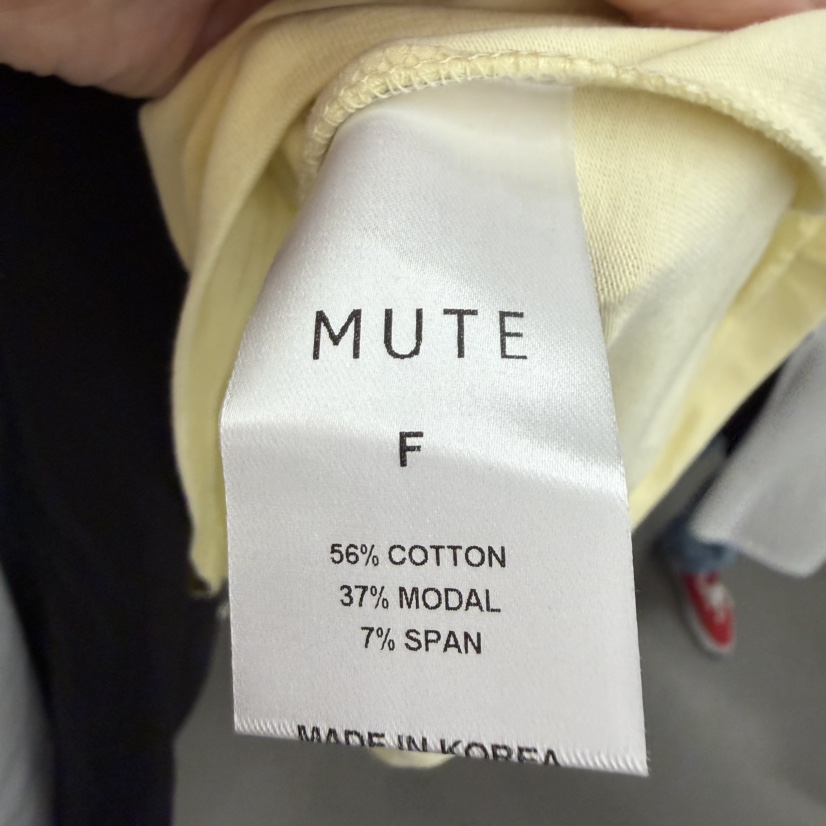 MUTE
F
56% COTTON
37% MODAL
7% SPAN
MADE IN KOREA